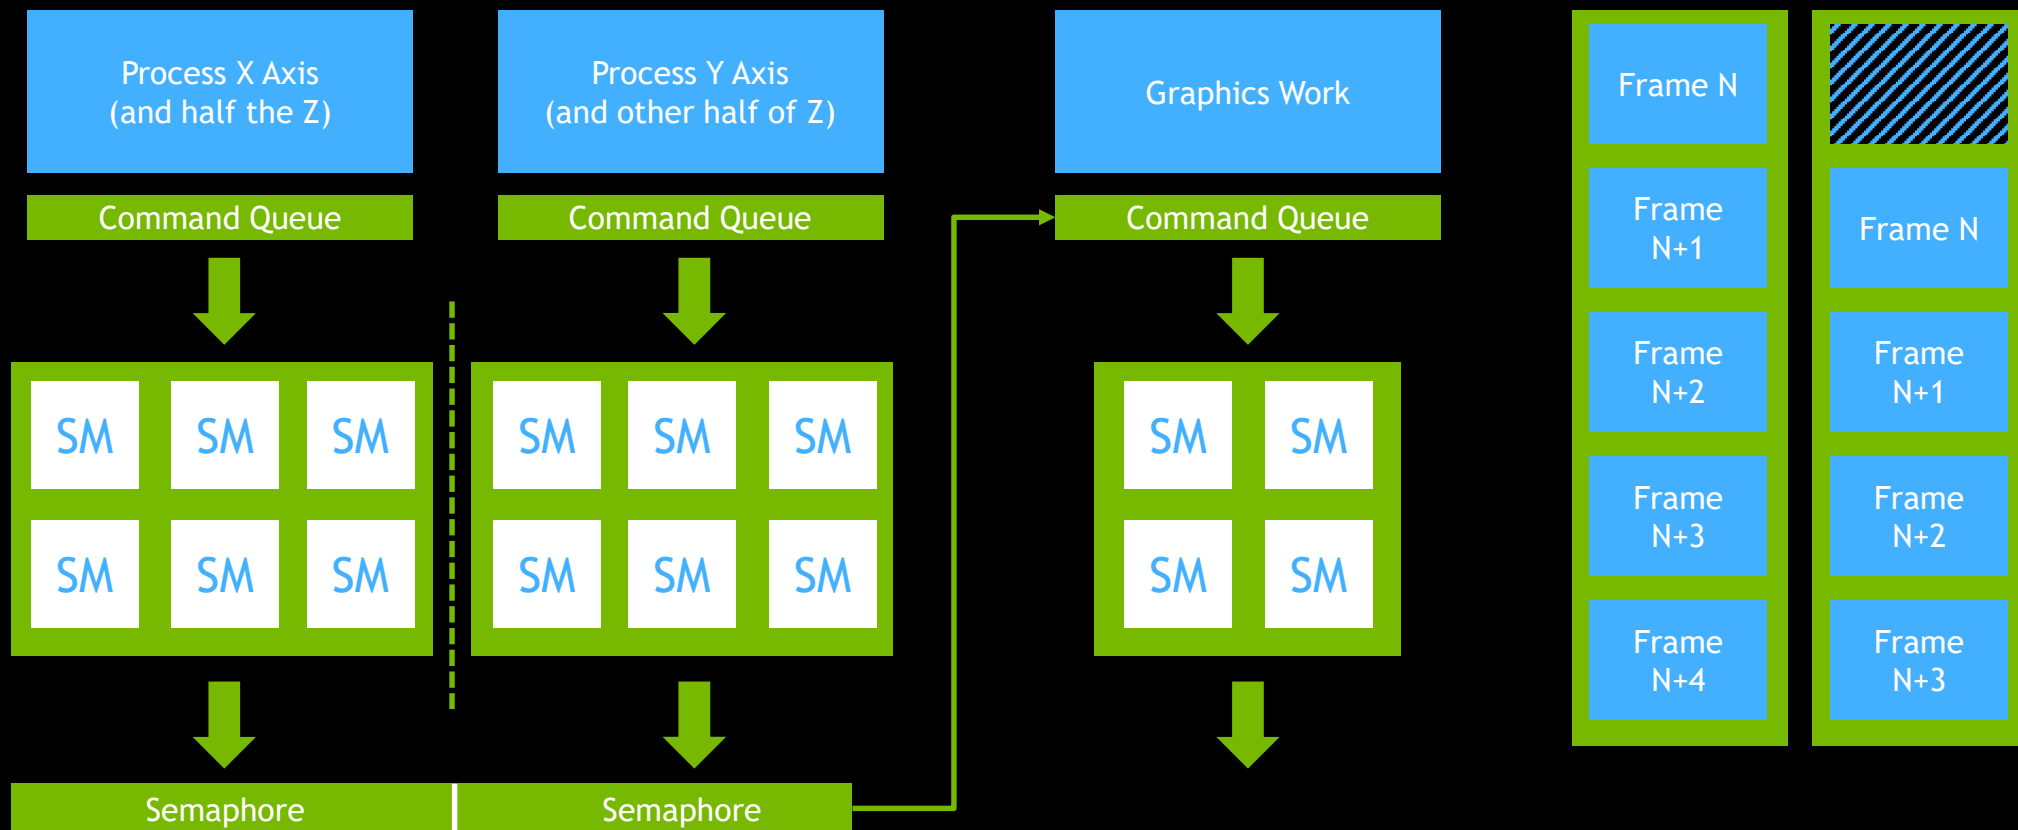 Process X Axis
(and half the Z)
Command Queue
SM SM SM
SM SM SM
Semaphore
Process Y Axis
(and other half of Z)
Command Queue
SM SM SM
SM SM SM
Semaphore
Graphics Work
Command Queue
SM SM
SM SM
Frame N
Frame
N+1
Frame
N+2
Frame
N+3
Frame
N+4
Frame N
Frame
N+1
Frame
N+2
Frame
N+3